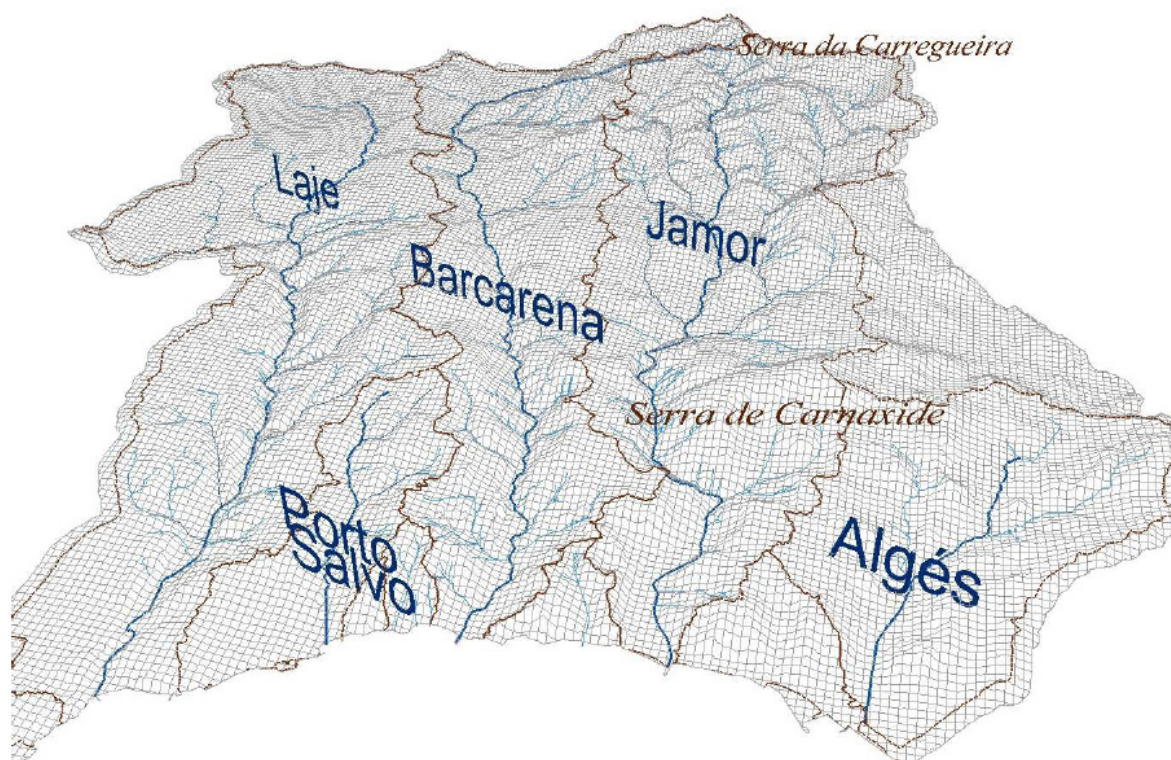 Serra da Carregueira
Laje
Jamor
Barcarena
Serra de Carnaxide
Porto
Salvo
Algés